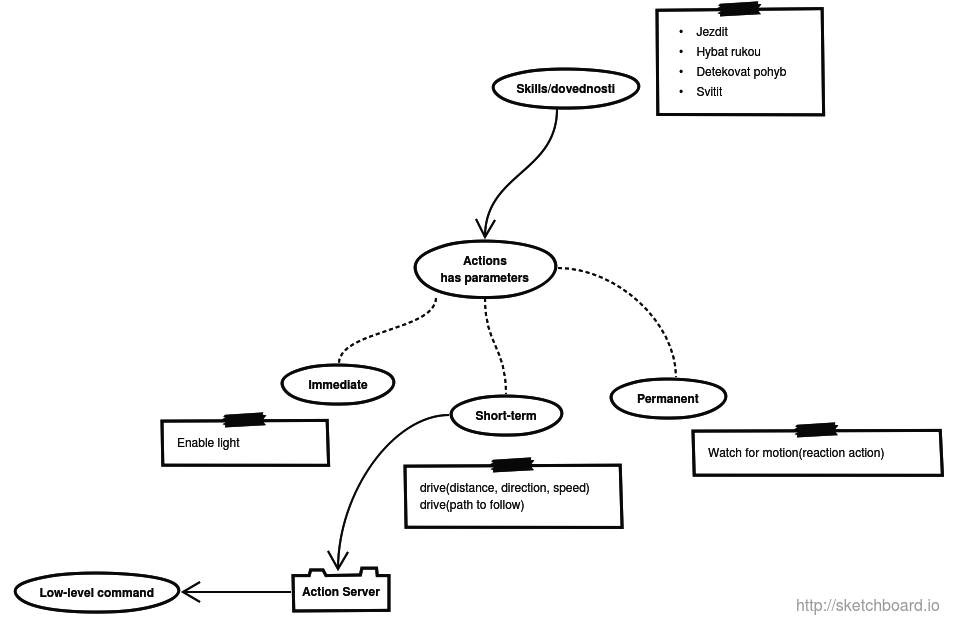 • Jezdit
• Hybat rukou
• Detekovat pohyb
• Svitit
Skills/dovednosti
Actions
has parameters
Immediate
Enable light
Short-term
drive(distance, direction, speed)
drive(path to follow)
Permanent
Watch for motion(reaction action)
Action Server
Low-level command
http://sketchboard.io